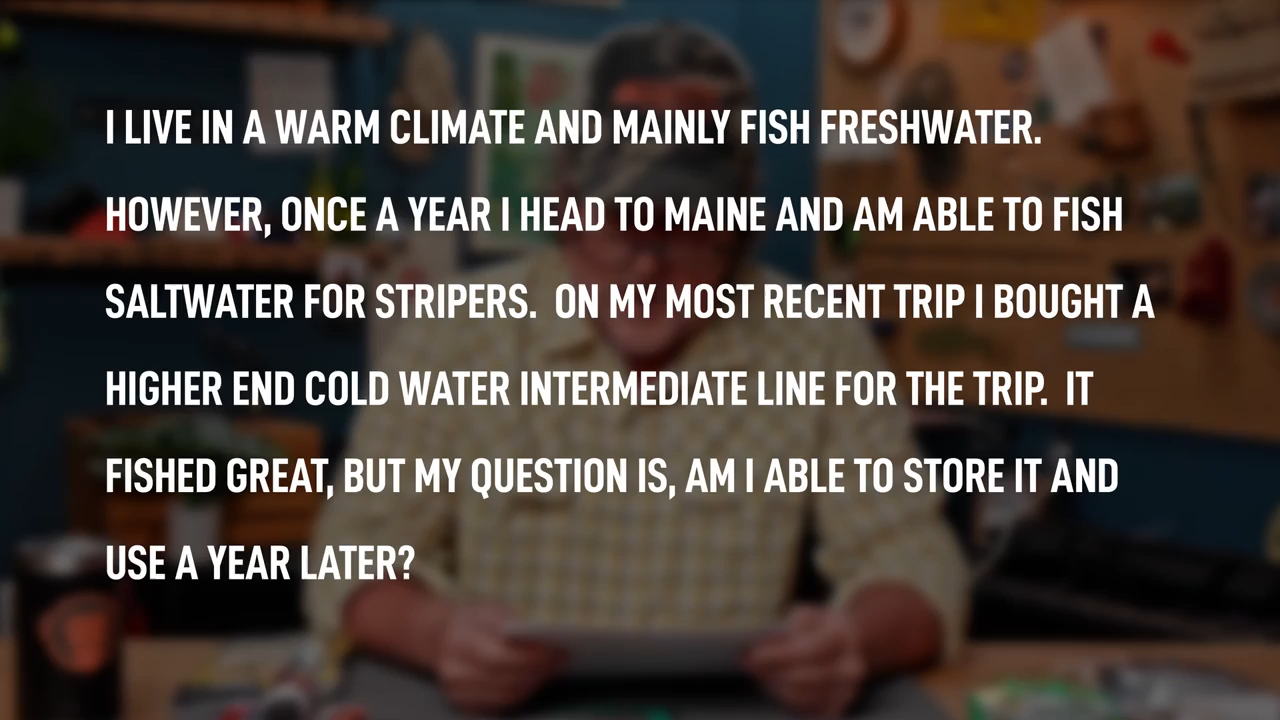 I LIVE IN A WARM CLIMATE AND MAINLY FISH FRESHWATER.
HOWEVER, ONCE A YEAR I HEAD TO MAINE AND AM ABLE TO FISH
SALTWATER FOR STRIPERS. ON MY MOST RECENT TRIP I BOUGHT A
HIGHER END COLD WATER INTERMEDIATE LINE FOR THE TRIP. IT
FISHED GREAT, BUT MY QUESTION IS, AM I ABLE TO STORE IT AND
USE A YEAR LATER?